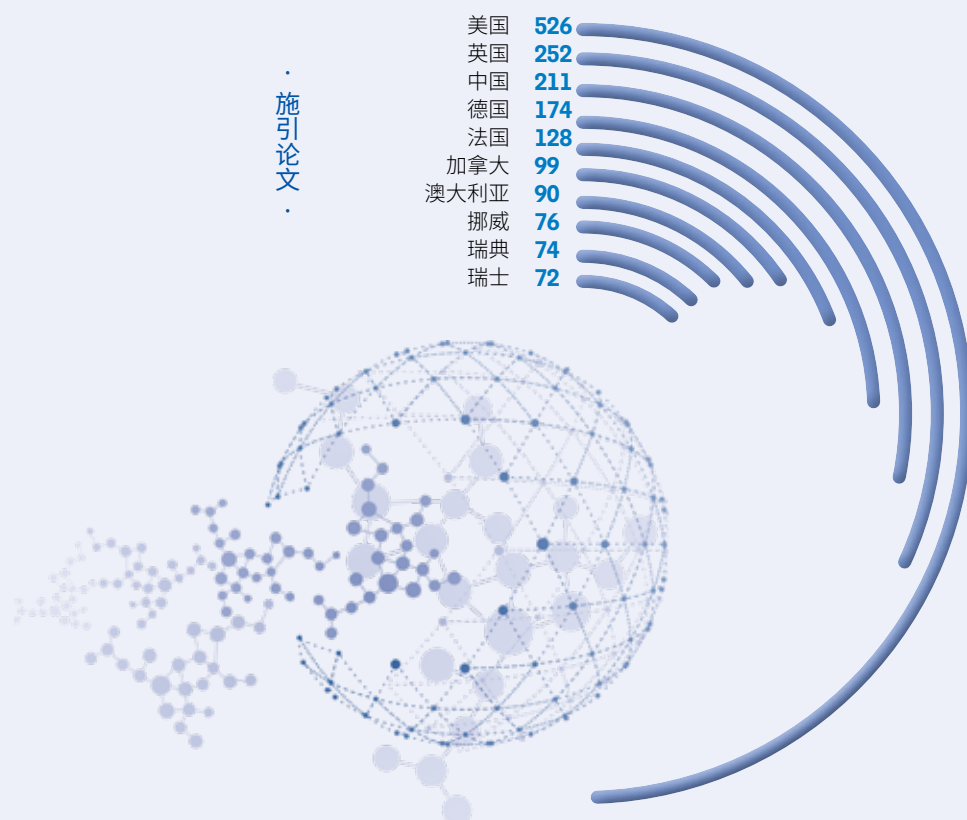 · 施引论文 ·
美国 526
英国 252
中国 211
德国 174
法国 128
加拿大 99
澳大利亚 90
挪威 76
瑞典 74
瑞士 72